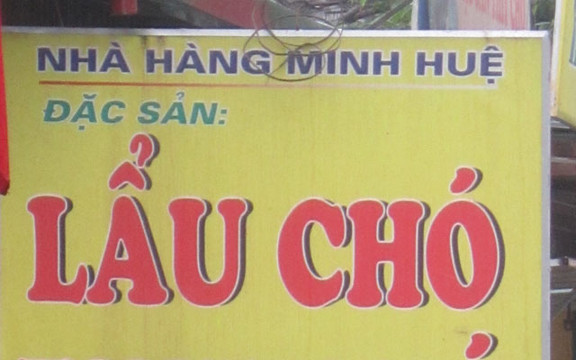 NHÀ HÀNG MINH HUỆ
ĐẶC SẢN:
LẨU CHÓ